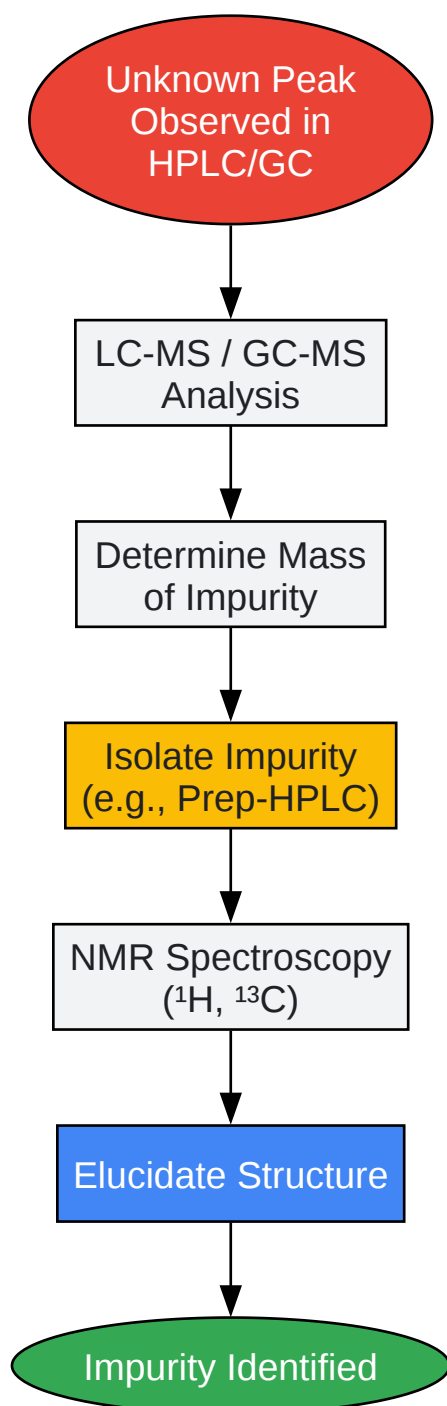 Unknown Peak
Observed in
HPLC/GC
LC-MS / GC-MS
Analysis
Determine Mass
of Impurity
Isolate Impurity
(e.g., Prep-HPLC)
NMR Spectroscopy
(¹H, ¹³C)
Elucidate Structure
Impurity Identified